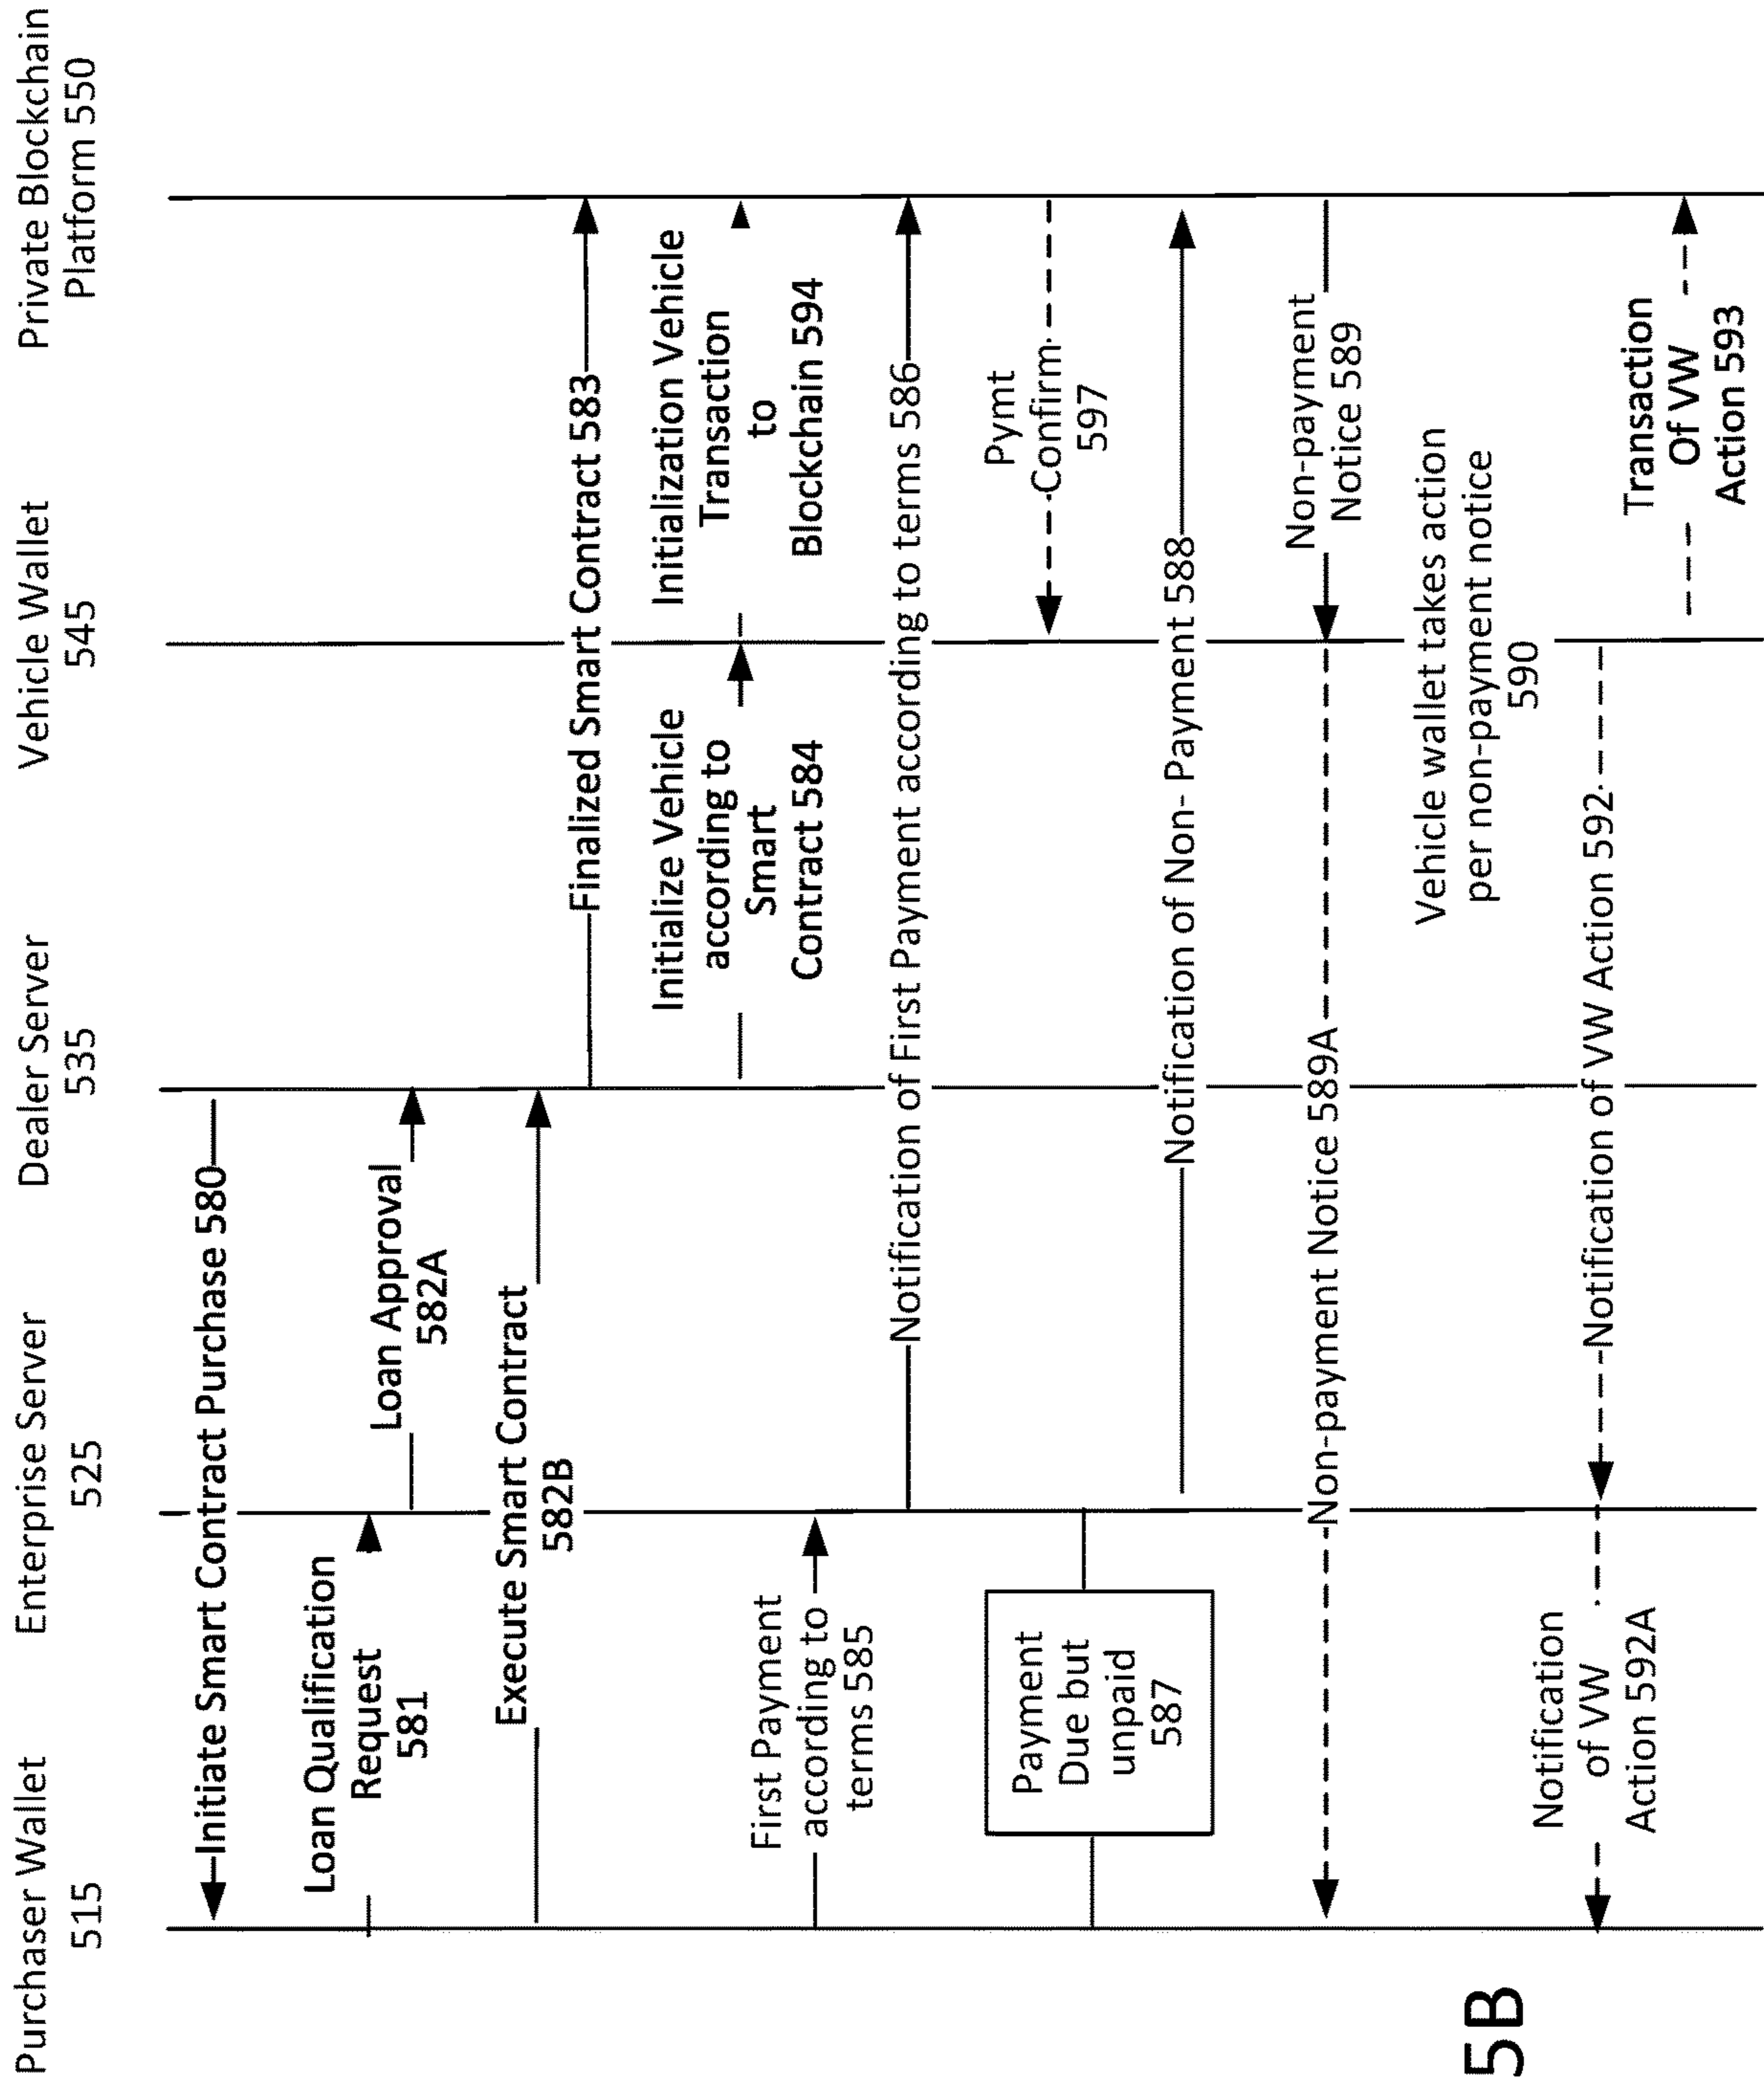 Purchaser Wallet
515
Enterprise Server
525
Dealer Server
535
Vehicle Wallet
545
Private Blockchain
Platform 550
Initiate Smart Contract Purchase 580
Loan Qualification
Request
581
Loan Approval
582A
Execute Smart Contract
582B
Finalized Smart Contract 583
Initialize Vehicle
according to
Smart
Contract 584
Initialization Vehicle
Transaction
to
Blockchain 594
First Payment
according to
terms 585
Notification of First Payment according to terms 586
Pymt
Confirm
597
Payment
Due but
unpaid
587
Notification of Non- Payment 588
Non-payment
Notice 589
Non-payment Notice 589A
Vehicle wallet takes action
per non-payment notice
590
Notification of VW Action 592
Notification
of VW
Action 592A
Transaction
Of VW
Action 593
5B